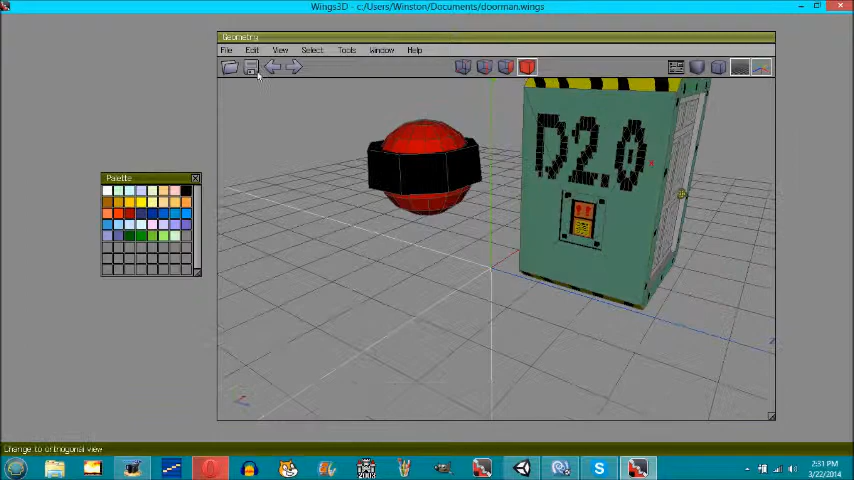 Wings3D - c:/Users/Winston/Documents/doorman.wings
Geometry
File Edit View Select Tools Window Help
Palette
D2.0
Z
Change to orthogonal view
2003
2:31 PM
3/22/2014